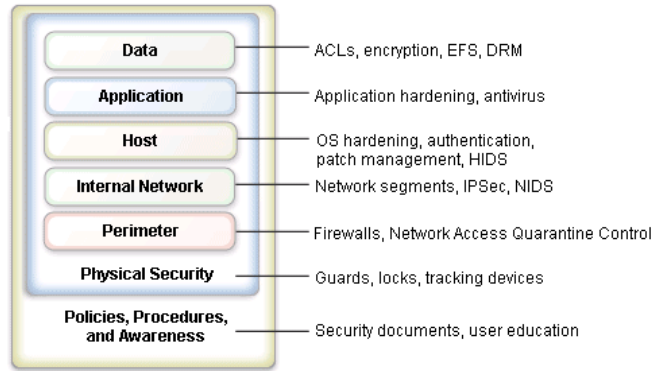 Data
ACLs, encryption, EFS, DRM
Application
Application hardening, antivirus
Host
OS hardening, authentication,
patch management, HIDS
Internal Network
Network segments, IPSec, NIDS
Perimeter
Firewalls, Network Access Quarantine Control
Physical Security
Guards, locks, tracking devices
Policies, Procedures,
and Awareness
Security documents, user education